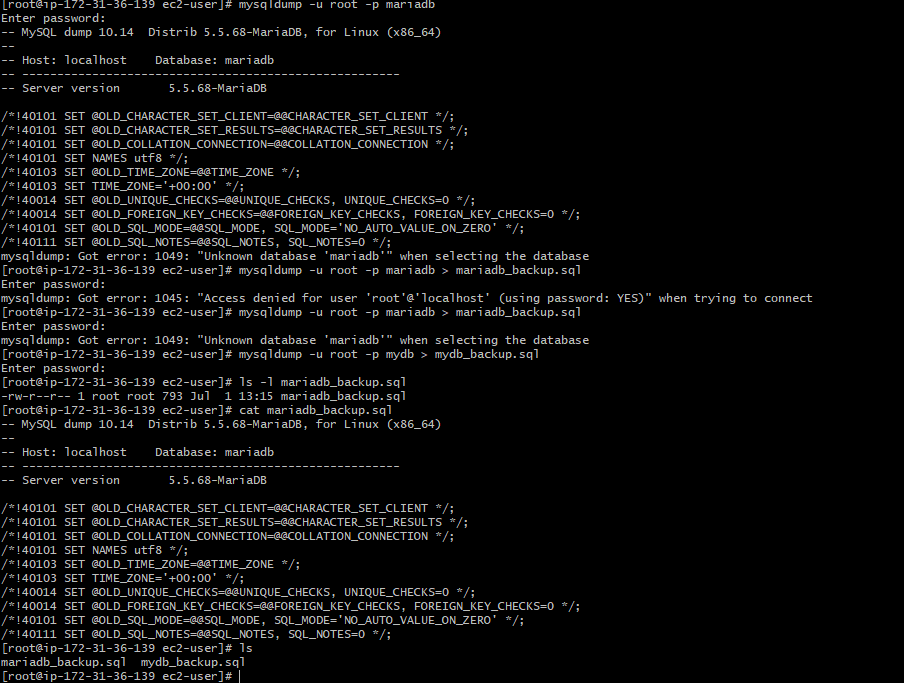 [root@ip-172-31-36-139 ec2-user]# mysqldump -u root -p mariadb
Enter password:
-- MySQL dump 10.14  Distrib 5.5.68-MariaDB, for Linux (x86_64)
--
-- Host: localhost    Database: mariadb
-- ------------------------------------------------------
-- Server version       5.5.68-MariaDB

/*!40101 SET @OLD_CHARACTER_SET_CLIENT=@@CHARACTER_SET_CLIENT */;
/*!40101 SET @OLD_CHARACTER_SET_RESULTS=@@CHARACTER_SET_RESULTS */;
/*!40101 SET @OLD_COLLATION_CONNECTION=@@COLLATION_CONNECTION */;
/*!40101 SET NAMES utf8 */;
/*!40103 SET @OLD_TIME_ZONE=@@TIME_ZONE */;
/*!40103 SET TIME_ZONE='+00:00' */;
/*!40014 SET @OLD_UNIQUE_CHECKS=@@UNIQUE_CHECKS, UNIQUE_CHECKS=0 */;
/*!40014 SET @OLD_FOREIGN_KEY_CHECKS=@@FOREIGN_KEY_CHECKS, FOREIGN_KEY_CHECKS=0 */;
/*!40101 SET @OLD_SQL_MODE=@@SQL_MODE, SQL_MODE='NO_AUTO_VALUE_ON_ZERO' */;
/*!40111 SET @OLD_SQL_NOTES=@@SQL_NOTES, SQL_NOTES=0 */;
mysqldump: Got error: 1049: "Unknown database 'mariadb'" when selecting the database
[root@ip-172-31-36-139 ec2-user]# mysqldump -u root -p mariadb > mariadb_backup.sql
Enter password:
mysqldump: Got error: 1045: "Access denied for user 'root'@'localhost' (using password: YES)" when trying to connect
[root@ip-172-31-36-139 ec2-user]# mysqldump -u root -p mariadb > mariadb_backup.sql
Enter password:
mysqldump: Got error: 1049: "Unknown database 'mariadb'" when selecting the database
[root@ip-172-31-36-139 ec2-user]# mysqldump -u root -p mydb > mydb_backup.sql
Enter password:
[root@ip-172-31-36-139 ec2-user]# ls -l mariadb_backup.sql
-rw-r--r-- 1 root root 793 Jul  1 13:15 mariadb_backup.sql
[root@ip-172-31-36-139 ec2-user]# cat mariadb_backup.sql
-- MySQL dump 10.14  Distrib 5.5.68-MariaDB, for Linux (x86_64)
--
-- Host: localhost    Database: mariadb
-- ------------------------------------------------------
-- Server version       5.5.68-MariaDB

/*!40101 SET @OLD_CHARACTER_SET_CLIENT=@@CHARACTER_SET_CLIENT */;
/*!40101 SET @OLD_CHARACTER_SET_RESULTS=@@CHARACTER_SET_RESULTS */;
/*!40101 SET @OLD_COLLATION_CONNECTION=@@COLLATION_CONNECTION */;
/*!40101 SET NAMES utf8 */;
/*!40103 SET @OLD_TIME_ZONE=@@TIME_ZONE */;
/*!40103 SET TIME_ZONE='+00:00' */;
/*!40014 SET @OLD_UNIQUE_CHECKS=@@UNIQUE_CHECKS, UNIQUE_CHECKS=0 */;
/*!40014 SET @OLD_FOREIGN_KEY_CHECKS=@@FOREIGN_KEY_CHECKS, FOREIGN_KEY_CHECKS=0 */;
/*!40101 SET @OLD_SQL_MODE=@@SQL_MODE, SQL_MODE='NO_AUTO_VALUE_ON_ZERO' */;
/*!40111 SET @OLD_SQL_NOTES=@@SQL_NOTES, SQL_NOTES=0 */;
[root@ip-172-31-36-139 ec2-user]# ls
mariadb_backup.sql  mydb_backup.sql
[root@ip-172-31-36-139 ec2-user]#